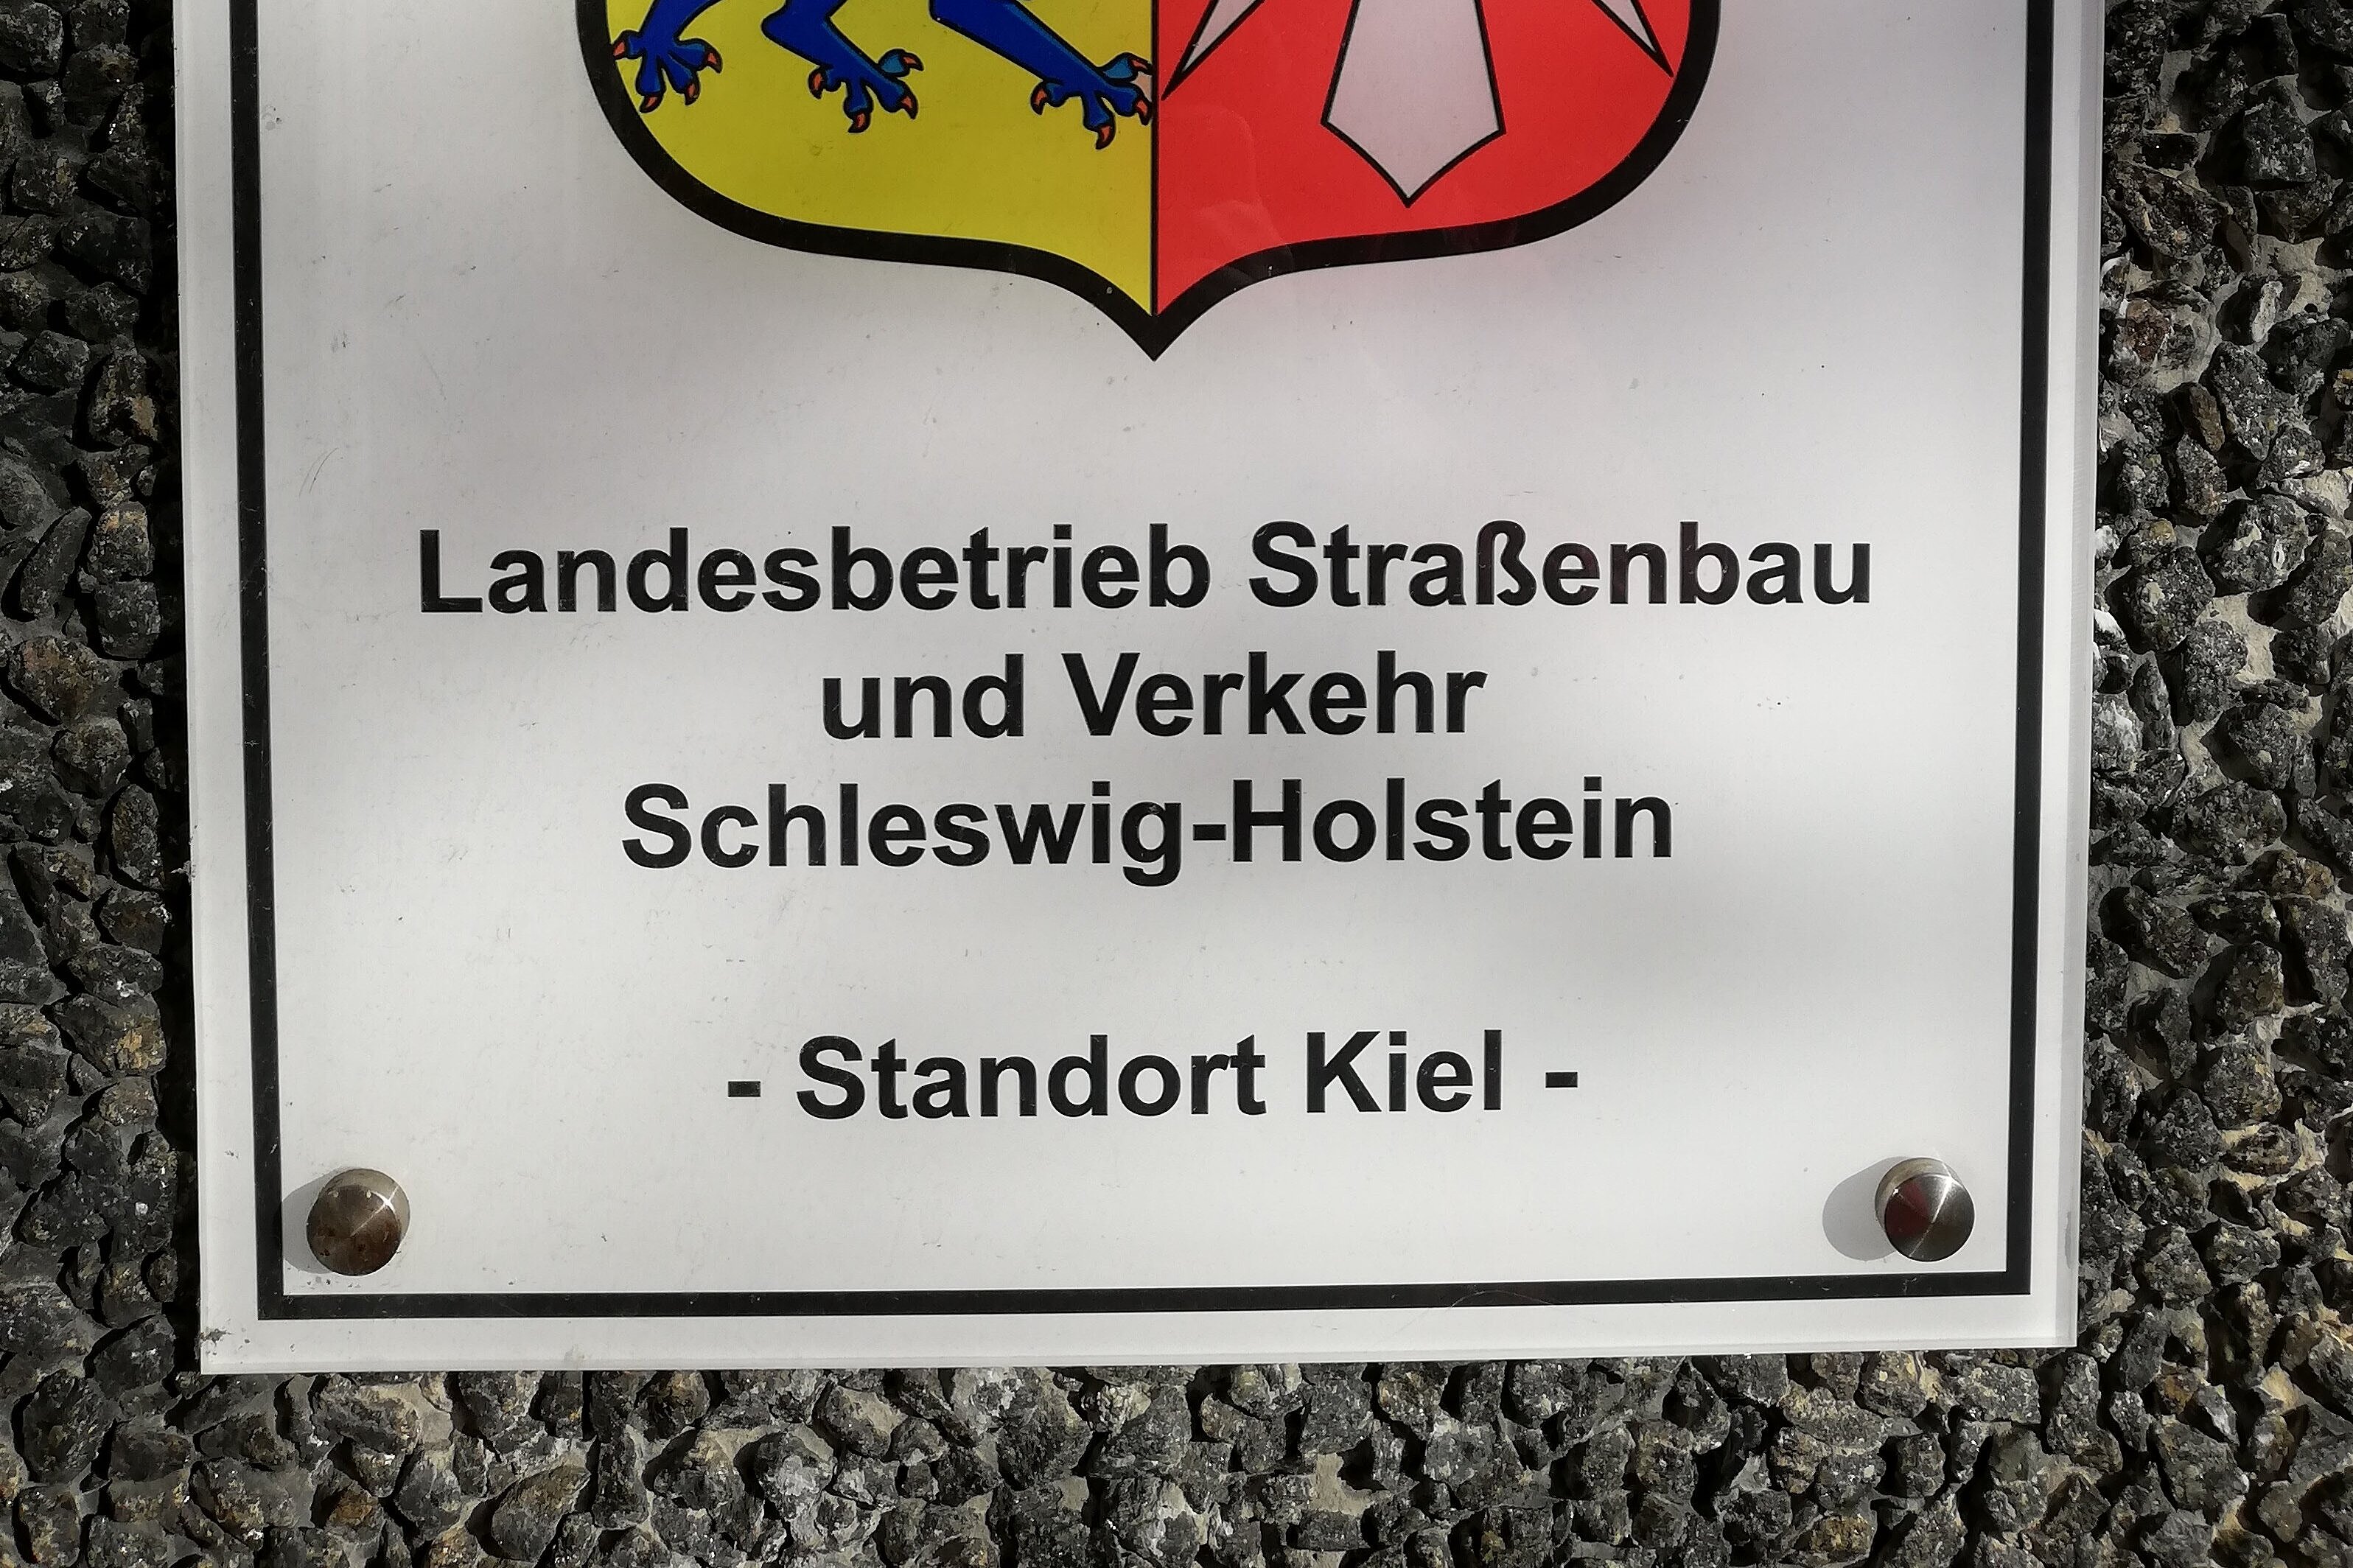 Landesbetrieb Straßenbau
und Verkehr
Schleswig-Holstein
- Standort Kiel -